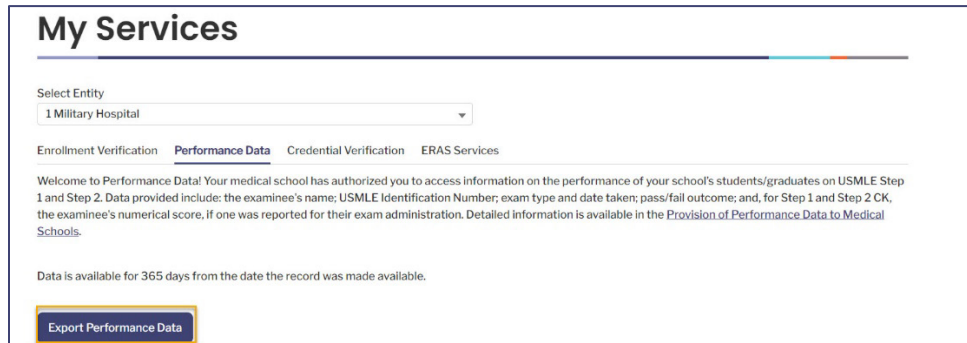 My Services
Select Entity
1 Military Hospital
Enrollment Verification Performance Data Credential Verification ERAS Services
Welcome to Performance Data! Your medical school has authorized you to access information on the performance of your school's students/graduates on USMLE Step
1 and Step 2. Data provided include: the examinee's name; USMLE Identification Number; exam type and date taken; pass/fail outcome; and, for Step 1 and Step 2 CK,
the examinee's numerical score, if one was reported for their exam administration. Detailed information is available in the Provision of Performance Data to Medical
Schools.
Data is available for 365 days from the date the record was made available.
Export Performance Data